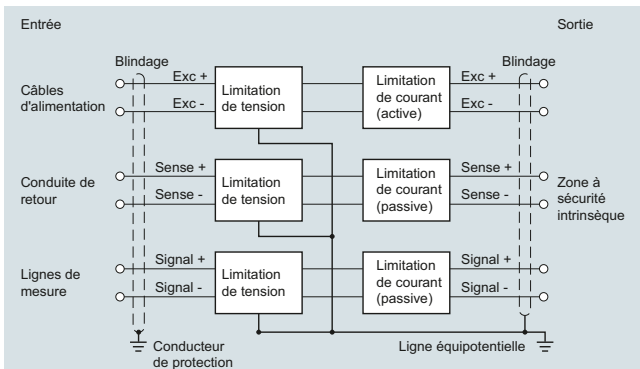 Entrée
Sortie
Blindage
Blindage
Câbles
d'alimentation
Exc +
Exc -
Limitation
de tension
Limitation
de courant
(active)
Exc +
Exc -
Conduite de
retour
Sense +
Sense -
Limitation
de tension
Limitation
de courant
(passive)
Sense +
Sense -
Zone à
sécurité
intrinsèque
Lignes de
mesure
Signal +
Signal -
Limitation
de tension
Limitation
de courant
(passive)
Signal +
Signal -
Conducteur
de protection
Ligne équipotentielle